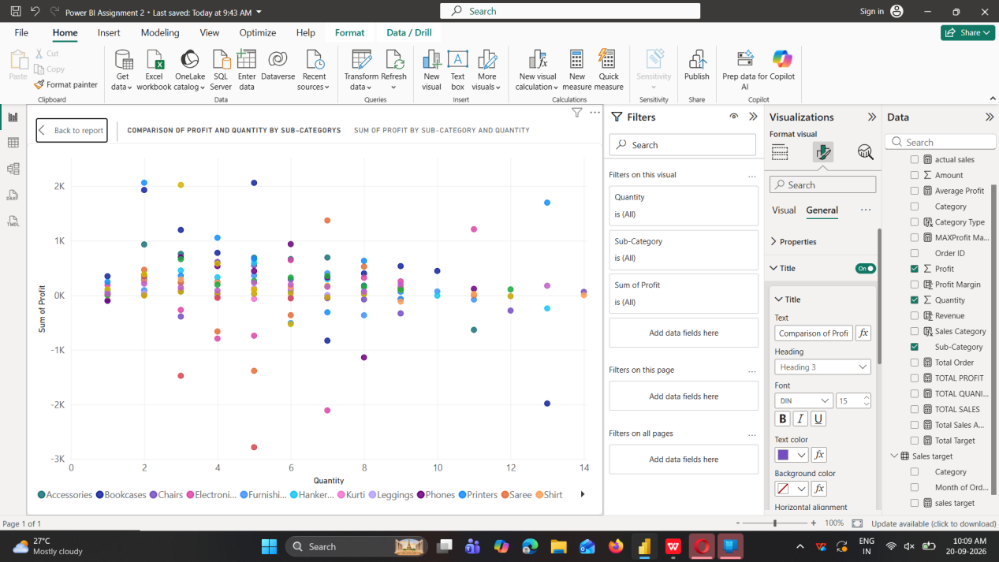 Power BI Assignment 2 • Last saved: Today at 9:43 AM
Search
Sign in
File Home Insert Modeling View Optimize Help Format Data / Drill
Share
Paste
Cut
Copy
Format painter
Clipboard
Get data
Excel workbook
OneLake catalog
SQL Server
Enter data
Dataverse
Recent sources
Data
Transform data
Refresh
Queries
New visual
Text box
More visuals
Insert
New visual calculation
New measure
Quick measure
Calculations
Sensitivity
Sensitivity
Publish
Share
Prep data for AI
Copilot
Copilot
Back to report
COMPARISON OF PROFIT AND QUANTITY BY SUB-CATEGORYS
SUM OF PROFIT BY SUB-CATEGORY AND QUANTITY
2K
1K
0K
-1K
-2K
-3K
Sum of Profit
0 2 4 6 8 10 12 14
Quantity
Accessories Bookcases Chairs Electroni... Furnishi... Hanker... Kurti Leggings Phones Printers Saree Shirt
Filters
Search
Filters on this visual ...
Quantity
is (All)
Sub-Category
is (All)
Sum of Profit
is (All)
Add data fields here
Filters on this page ...
Add data fields here
Filters on all pages ...
Add data fields here
Visualizations
Format visual
Search
Visual General ...
Properties
Title On
Title
Text
Comparison of Profi
fx
Heading
Heading 3
Font
DIN 15
B I U
Text color
fx
Background color
fx
Horizontal alignment
Data
Search
actual sales
Amount
Average Profit
Category
Category Type
MAXProfit Ma...
Order ID
Profit
Profit Margin
Quantity
Revenue
Sales Category
Sub-Category
Total Order
TOTAL PROFIT
TOTAL QUANI...
TOTAL SALES
Total Sales A...
Total Target
Sales target
Category
Month of Ord...
sales target
DAX
TMDL
Page 1 of 1
- + 100%
Update available (click to download)
27°C
Mostly cloudy
Search
ENG
IN
10:09 AM
20-09-2026